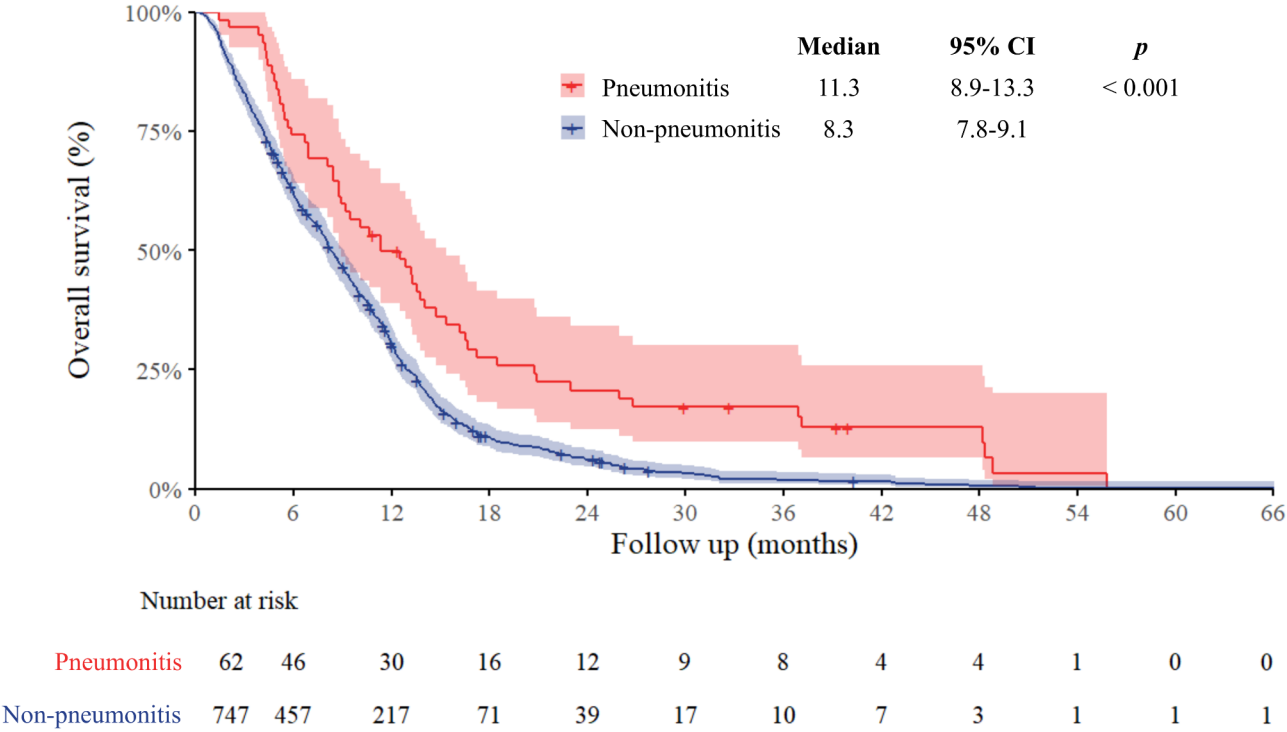 100%
75%
50%
25%
0%
Overall survival (%)
Median 95% CI p
Pneumonitis 11.3 8.9-13.3 < 0.001
Non-pneumonitis 8.3 7.8-9.1
0 6 12 18 24 30 36 42 48 54 60 66
Follow up (months)
Number at risk
Pneumonitis 62 46 30 16 12 9 8 4 4 1 0 0
Non-pneumonitis 747 457 217 71 39 17 10 7 3 1 1 1